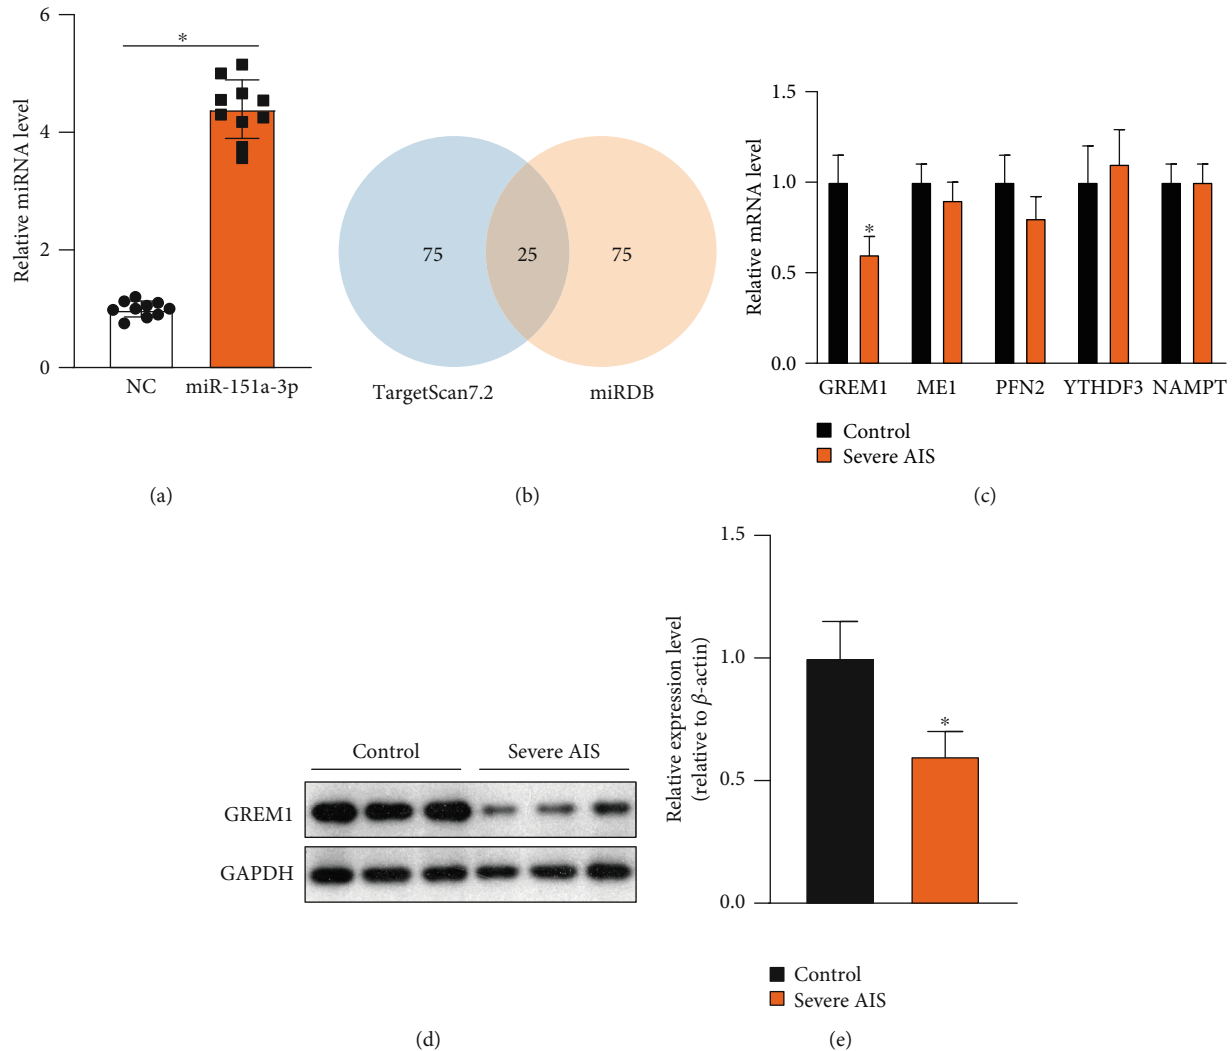 6
4
2
0
Relative miRNA level
*
NC
miR-151a-3p
(a)
75
25
75
TargetScan7.2
miRDB
(b)
1.5
1.0
0.5
0.0
Relative mRNA level
*
GREM1
ME1
PFN2
YTHDF3
NAMPT
Control
Severe AIS
(c)
Control
Severe AIS
GREM1
GAPDH
(d)
1.5
1.0
0.5
0.0
Relative expression level
(relative to β-actin)
*
Control
Severe AIS
(e)